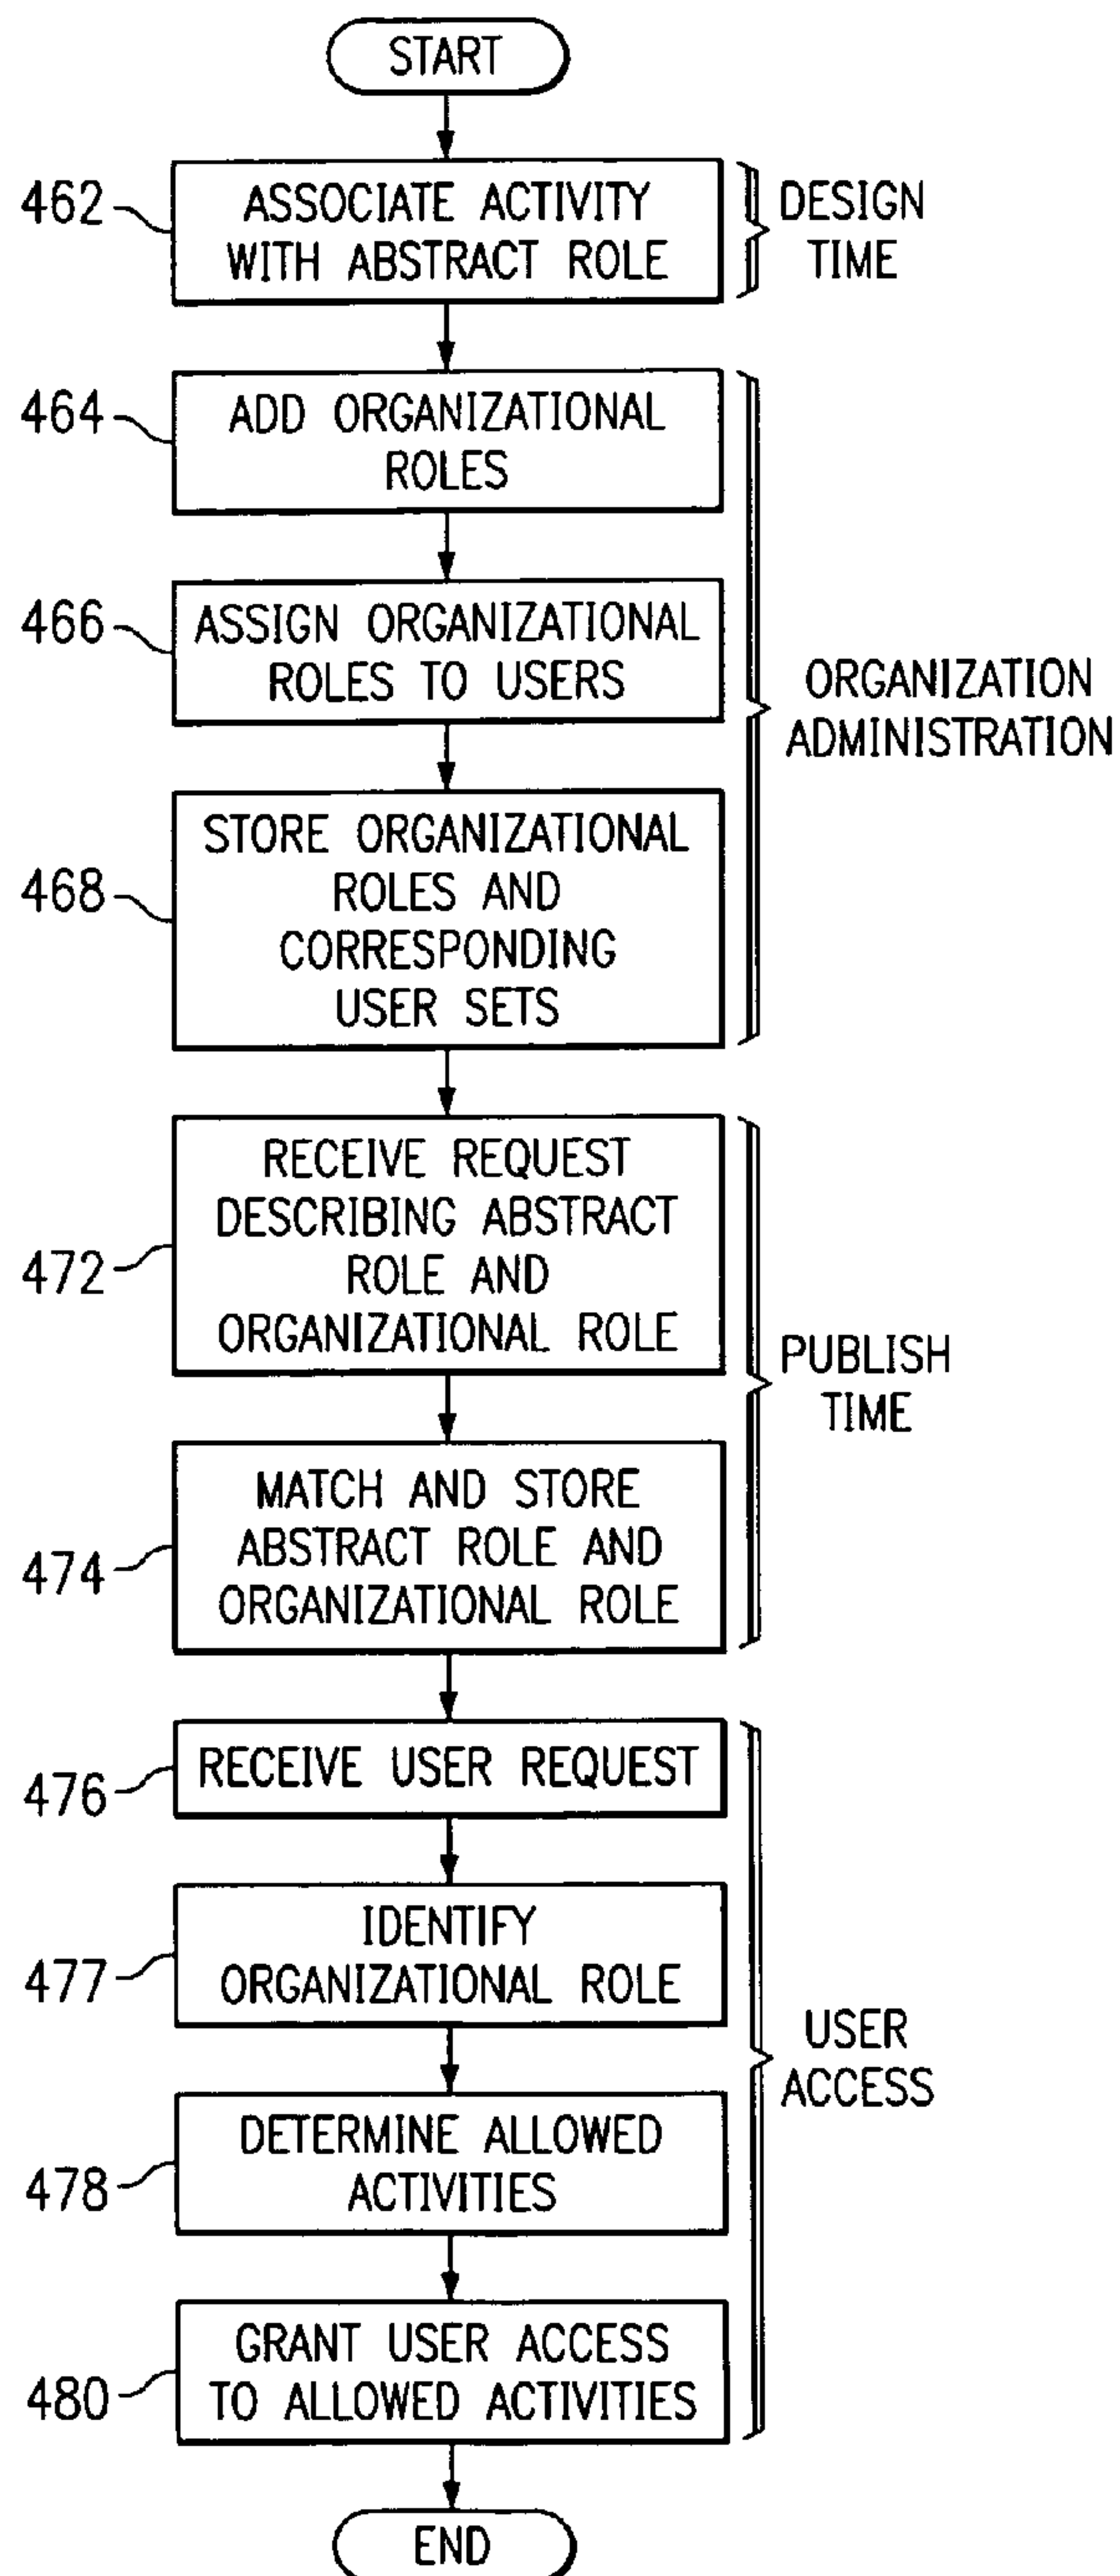 START
462
ASSOCIATE ACTIVITY
WITH ABSTRACT ROLE
DESIGN
TIME
464
ADD ORGANIZATIONAL
ROLES
466
ASSIGN ORGANIZATIONAL
ROLES TO USERS
ORGANIZATION
ADMINISTRATION
468
STORE ORGANIZATIONAL
ROLES AND
CORRESPONDING
USER SETS
472
RECEIVE REQUEST
DESCRIBING ABSTRACT
ROLE AND
ORGANIZATIONAL ROLE
PUBLISH
TIME
474
MATCH AND STORE
ABSTRACT ROLE AND
ORGANIZATIONAL ROLE
476
RECEIVE USER REQUEST
477
IDENTIFY
ORGANIZATIONAL ROLE
USER
ACCESS
478
DETERMINE ALLOWED
ACTIVITIES
480
GRANT USER ACCESS
TO ALLOWED ACTIVITIES
END